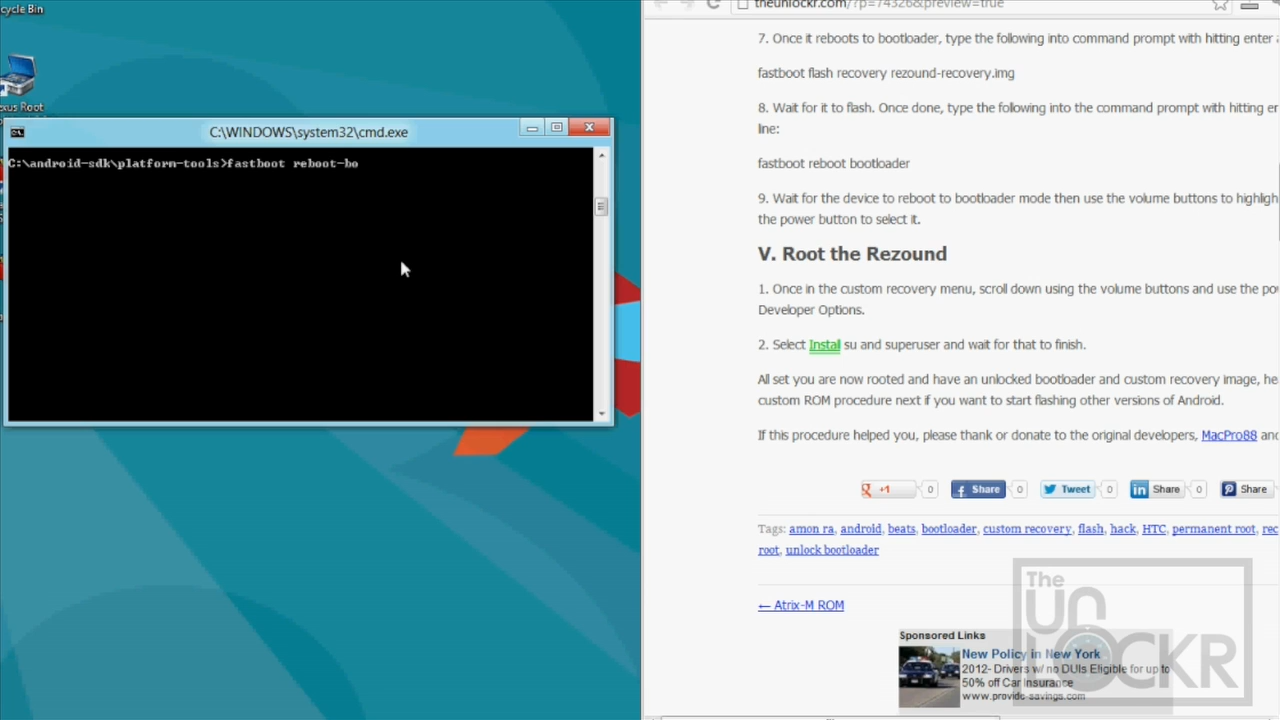 cycle Bin
exus Root
C:\WINDOWS\system32\cmd.exe
C:\android-sdk\platform-tools>fastboot reboot-bo
theunlockr.com/?p=74326&preview=true
7. Once it reboots to bootloader, type the following into command prompt with hitting enter a
fastboot flash recovery rezound-recovery.img
8. Wait for it to flash. Once done, type the following into the command prompt with hitting en
line:
fastboot reboot bootloader
9. Wait for the device to reboot to bootloader mode then use the volume buttons to highligh
the power button to select it.
V. Root the Rezound
1. Once in the custom recovery menu, scroll down using the volume buttons and use the po
Developer Options.
2. Select Install su and superuser and wait for that to finish.
All set you are now rooted and have an unlocked bootloader and custom recovery image, he
custom ROM procedure next if you want to start flashing other versions of Android.
If this procedure helped you, please thank or donate to the original developers, MacPro88 and
+1 0 Share 0 Tweet 0 Share 0 Share
Tags: amon ra, android, beats, bootloader, custom recovery, flash, hack, HTC, permanent root, rec
root, unlock bootloader
← Atrix-M ROM
Sponsored Links
New Policy in New York
2012- Drivers w/ no DUIs Eligible for up to
50% off Car Insurance
www.provide-savings.com
The
UN
LOCKR